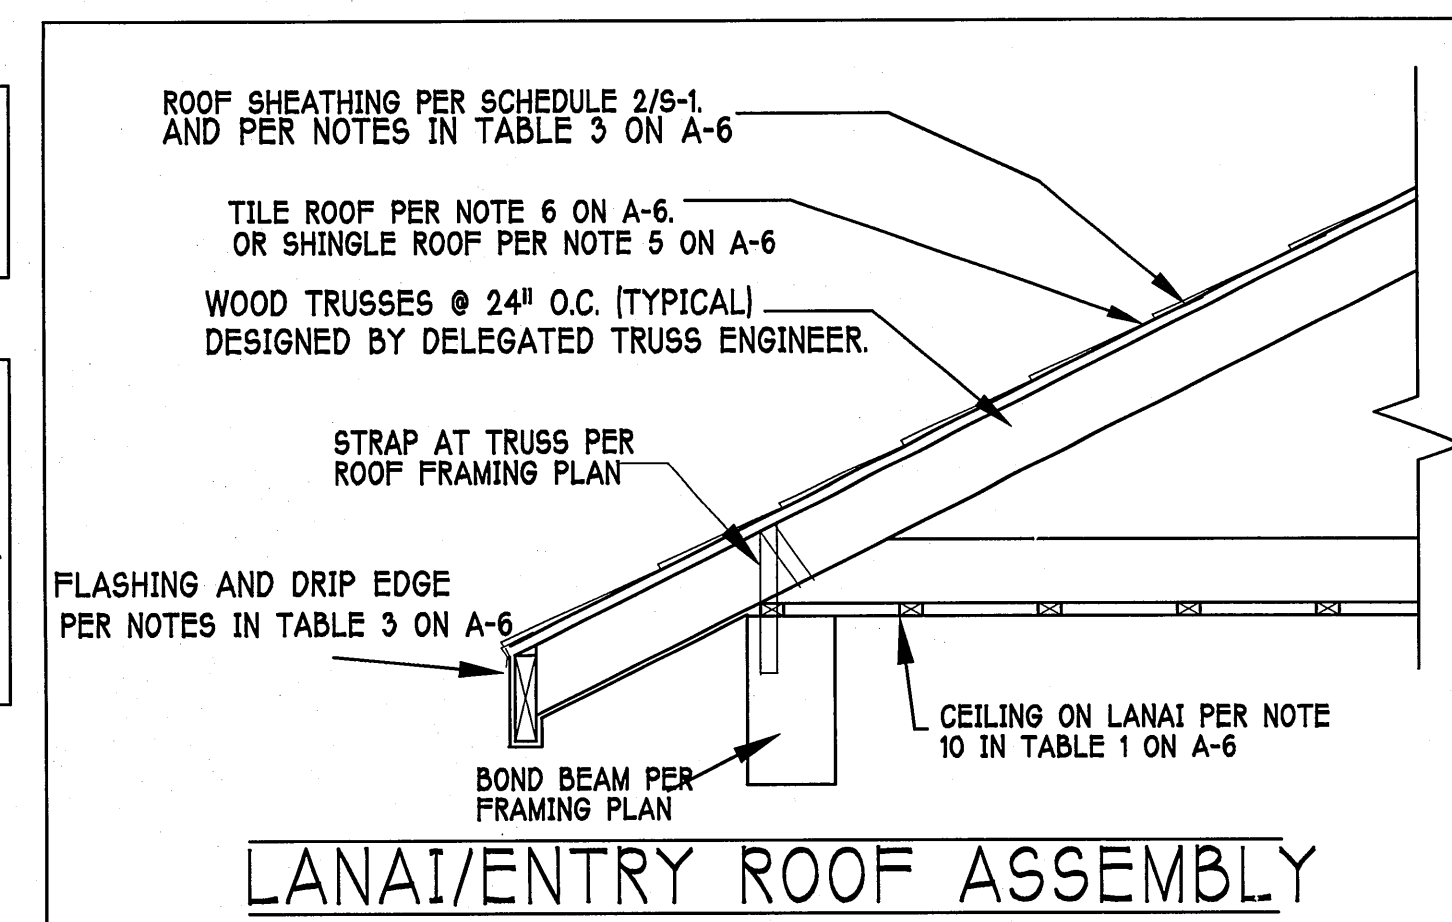 ROOF SHEATHING PER SCHEDULE 2/S-1.
AND PER NOTES IN TABLE 3 ON A-6
TILE ROOF PER NOTE 6 ON A-6.
OR SHINGLE ROOF PER NOTE 5 ON A-6
WOOD TRUSSES @ 24" O.C. (TYPICAL)
DESIGNED BY DELEGATED TRUSS ENGINEER.
STRAP AT TRUSS PER
ROOF FRAMING PLAN
FLASHING AND DRIP EDGE
PER NOTES IN TABLE 3 ON A-6
CEILING ON LANAI PER NOTE
10 IN TABLE 1 ON A-6
BOND BEAM PER
FRAMING PLAN
LANAI/ENTRY ROOF ASSEMBLY